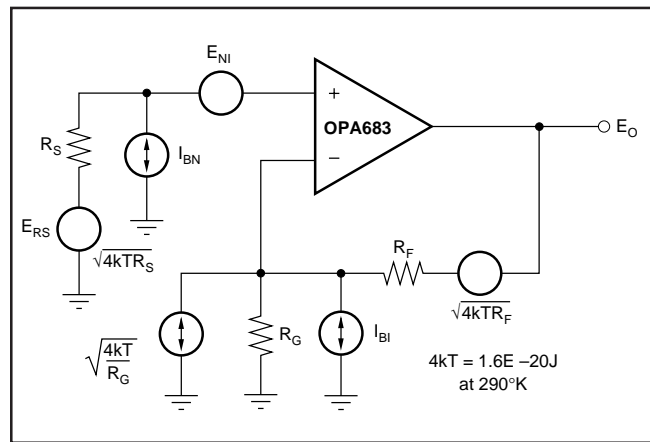 E_NI
+
OPA683
−
E_O
R_S
I_BN
E_RS
√4kTR_S
R_F
√4kTR_F
√4kT/R_G
R_G
I_BI
4kT = 1.6E –20J
at 290°K